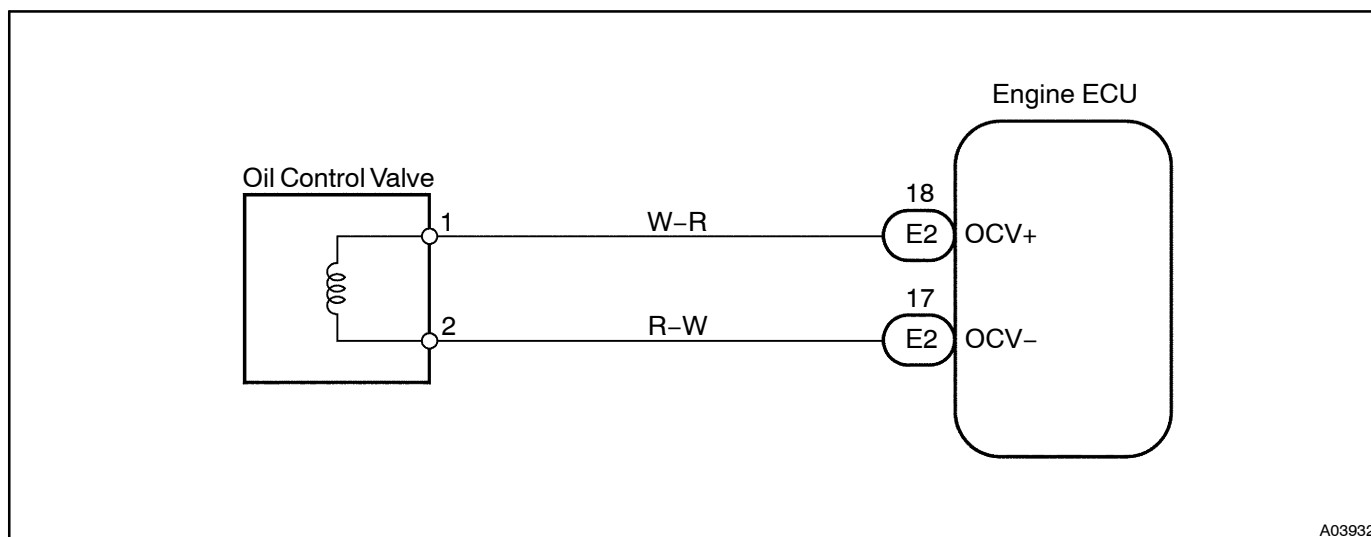 Engine ECU
Oil Control Valve
18
1
W−R
E2
OCV+
17
2
R−W
E2
OCV−
A03932